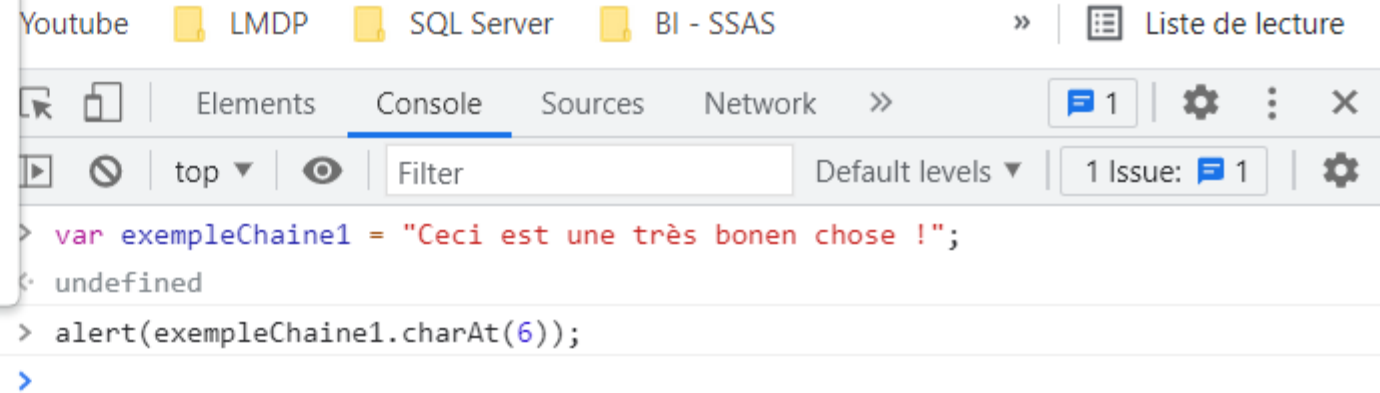 Youtube LMDP SQL Server BI - SSAS » Liste de lecture
Elements Console Sources Network » 1
top ▼ Filter Default levels ▼ 1 Issue: 1
> var exempleChaine1 = "Ceci est une très bonen chose !";
<· undefined
> alert(exempleChaine1.charAt(6));
>